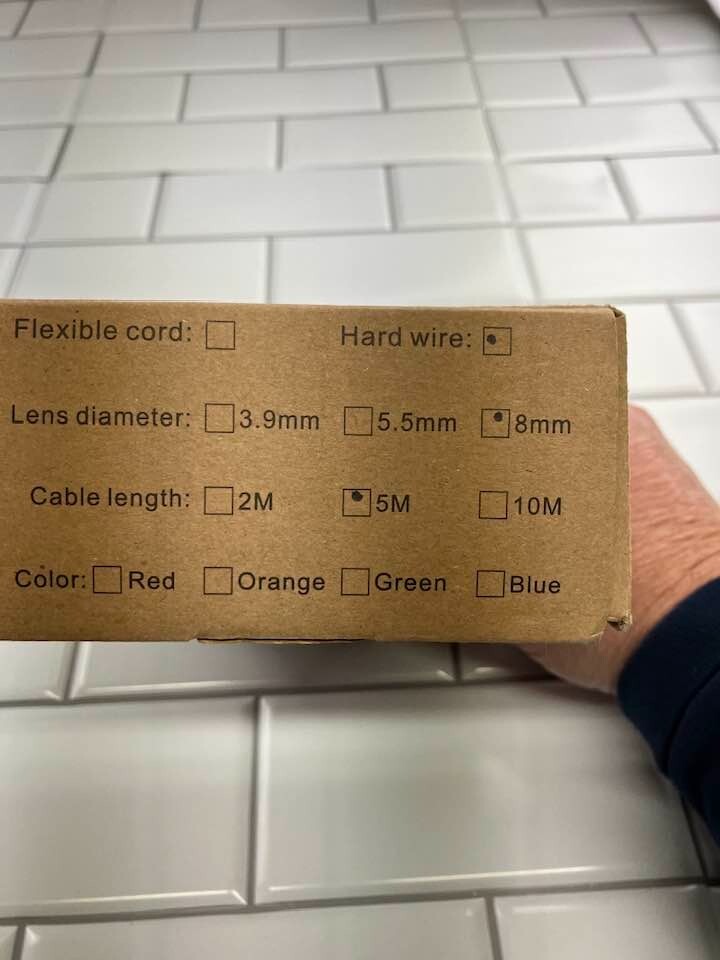 Flexible cord: Hard wire:
Lens diameter: 3.9mm 5.5mm 8mm
Cable length: 2M 5M 10M
Color: Red Orange Green Blue